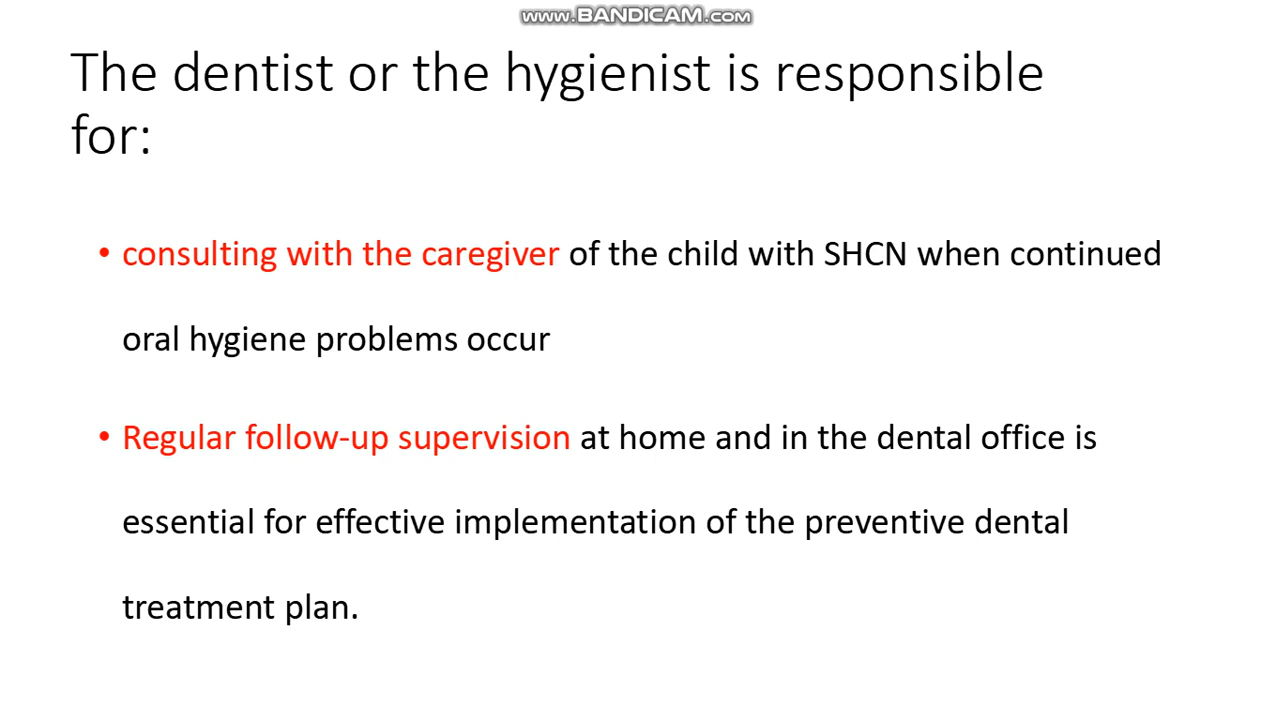 www.BANDICAM.com
The dentist or the hygienist is responsible
for:
• consulting with the caregiver of the child with SHCN when continued
oral hygiene problems occur
• Regular follow-up supervision at home and in the dental office is
essential for effective implementation of the preventive dental
treatment plan.